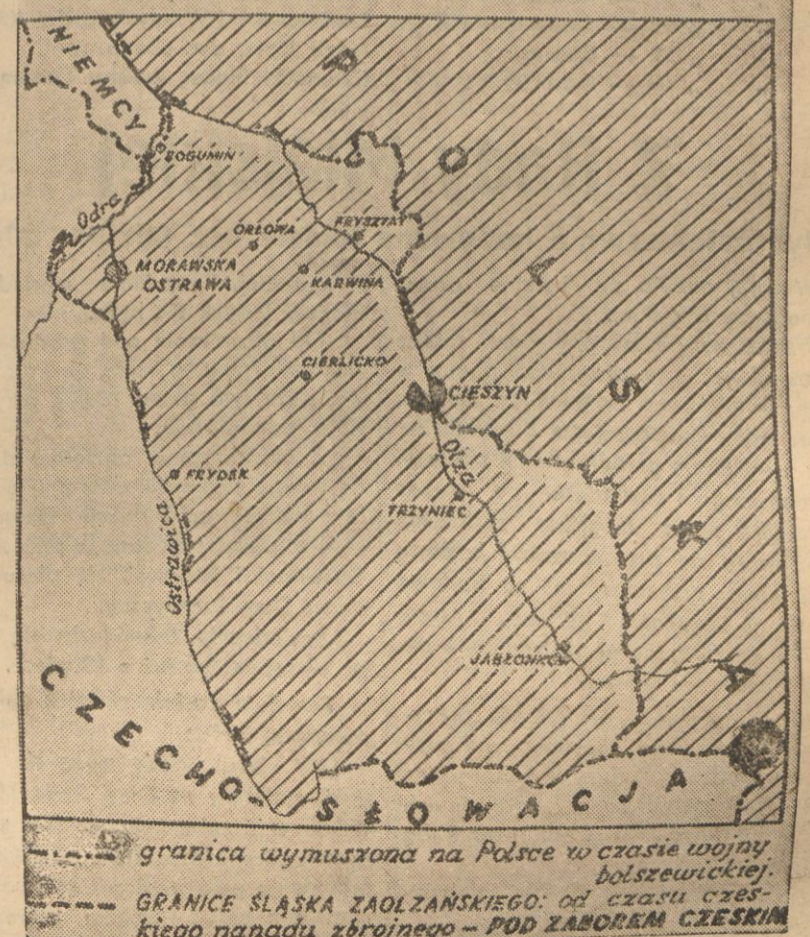 NIEMCY
POLSKA
BOGUMIN
Odra
ORŁOWA
FRYSZTAT
MORAWSKA
OSTRAWA
KARWINA
CIERLICKO
CIESZYN
Olza
FRYDEK
TRZYNIEC
Ostrawica
JABŁONKÓW
CZECHO-
SŁOWACJA
granica wymuszona na Polsce w czasie wojny
bolszewickiej.
GRANICE ŚLĄSKA ZAOLZAŃSKIEGO: od czasu czes-
kiego napadu zbrojnego – POD ZABOREM CZESKIM